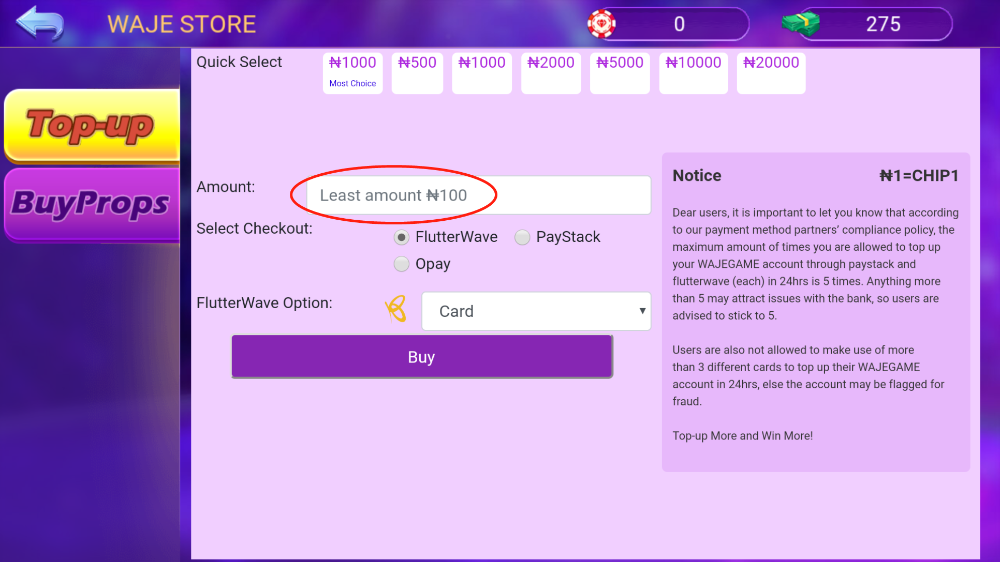 WAJE STORE
0
275
Quick Select
₦1000
Most Choice
₦500
₦1000
₦2000
₦5000
₦10000
₦20000
Top-up
BuyProps
Amount:
Least amount ₦100
Select Checkout:
FlutterWave
PayStack
Opay
FlutterWave Option:
Card
Buy
Notice
₦1=CHIP1
Dear users, it is important to let you know that according
to our payment method partners’ compliance policy, the
maximum amount of times you are allowed to top up
your WAJEGAME account through paystack and
flutterwave (each) in 24hrs is 5 times. Anything more
than 5 may attract issues with the bank, so users are
advised to stick to 5.
Users are also not allowed to make use of more
than 3 different cards to top up their WAJEGAME
account in 24hrs, else the account may be flagged for
fraud.
Top-up More and Win More!